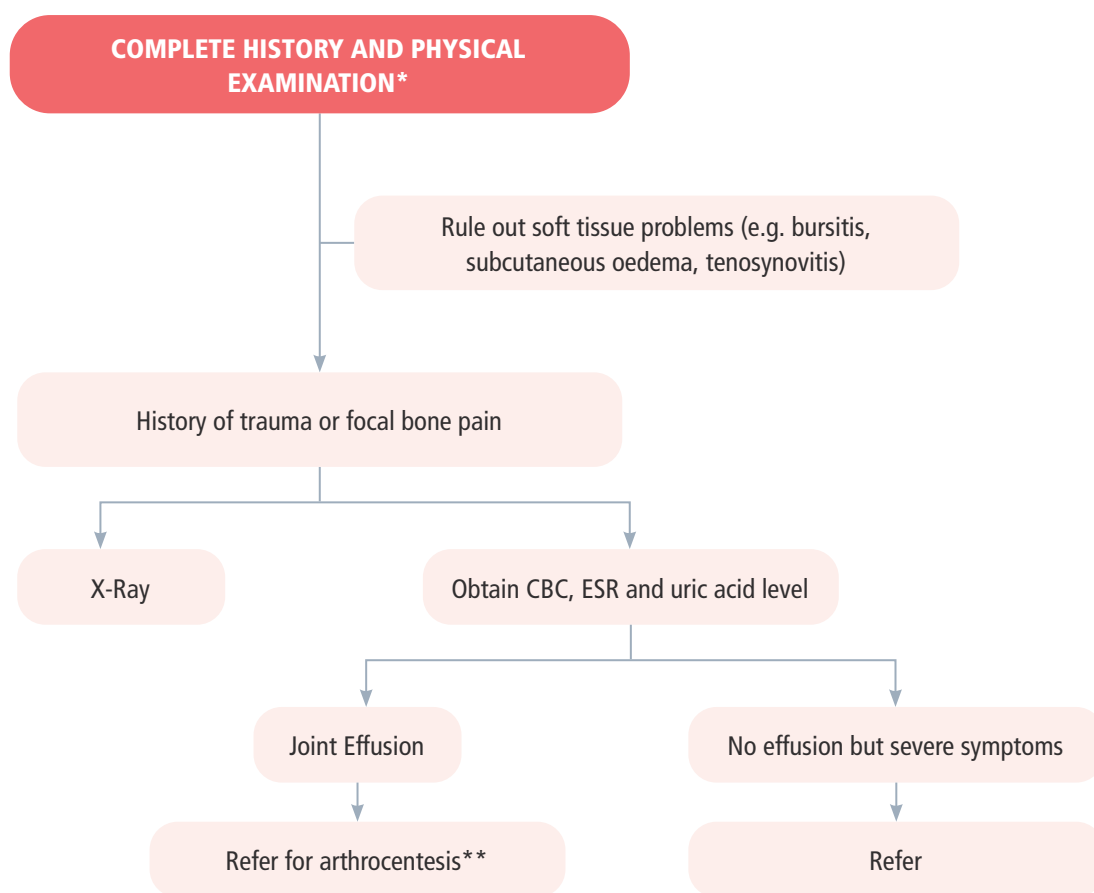 COMPLETE HISTORY AND PHYSICAL
EXAMINATION*
Rule out soft tissue problems (e.g. bursitis,
subcutaneous oedema, tenosynovitis)
History of trauma or focal bone pain
X-Ray
Obtain CBC, ESR and uric acid level
Joint Effusion
No effusion but severe symptoms
Refer for arthrocentesis**
Refer